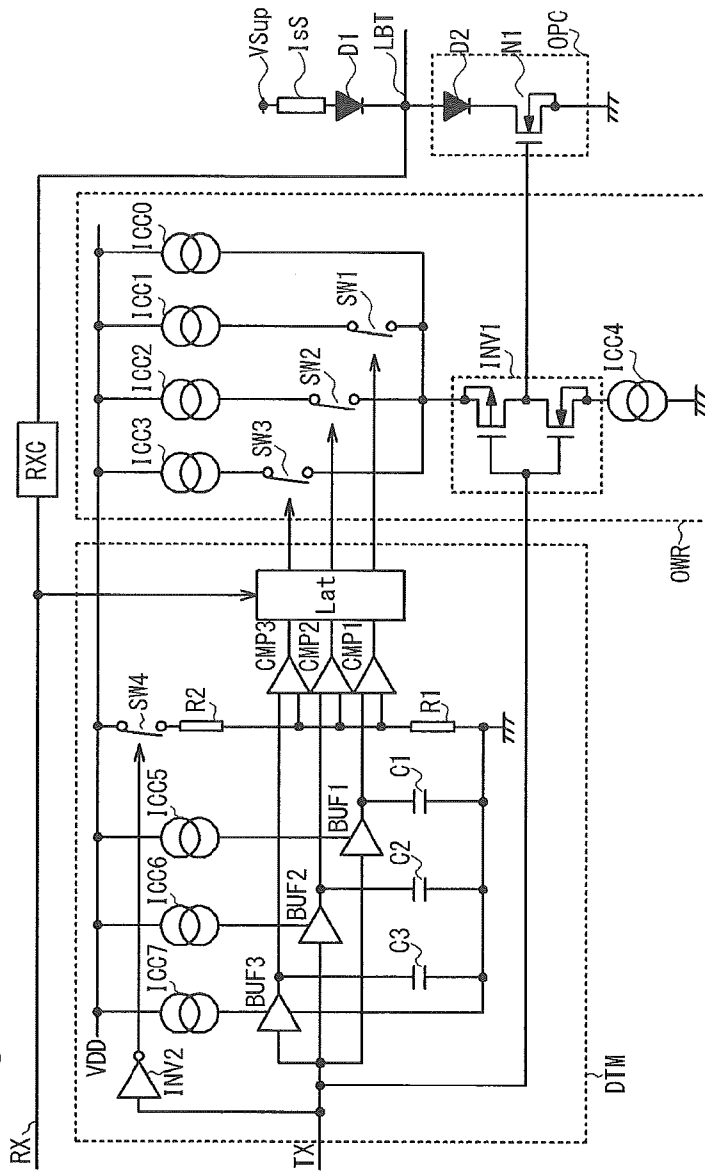 RX
RXC
VSup
IsS
D1
LBT
D2
N1
OPC
VDD
ICC7
ICC6
ICC5
SW4
R2
ICC3
ICC2
ICC1
ICC0
SW3
SW2
SW1
INV2
BUF3
BUF2
BUF1
CMP3
CMP2
CMP1
Lat
R1
C3
C2
C1
INV1
ICC4
TX
DTM
OWR